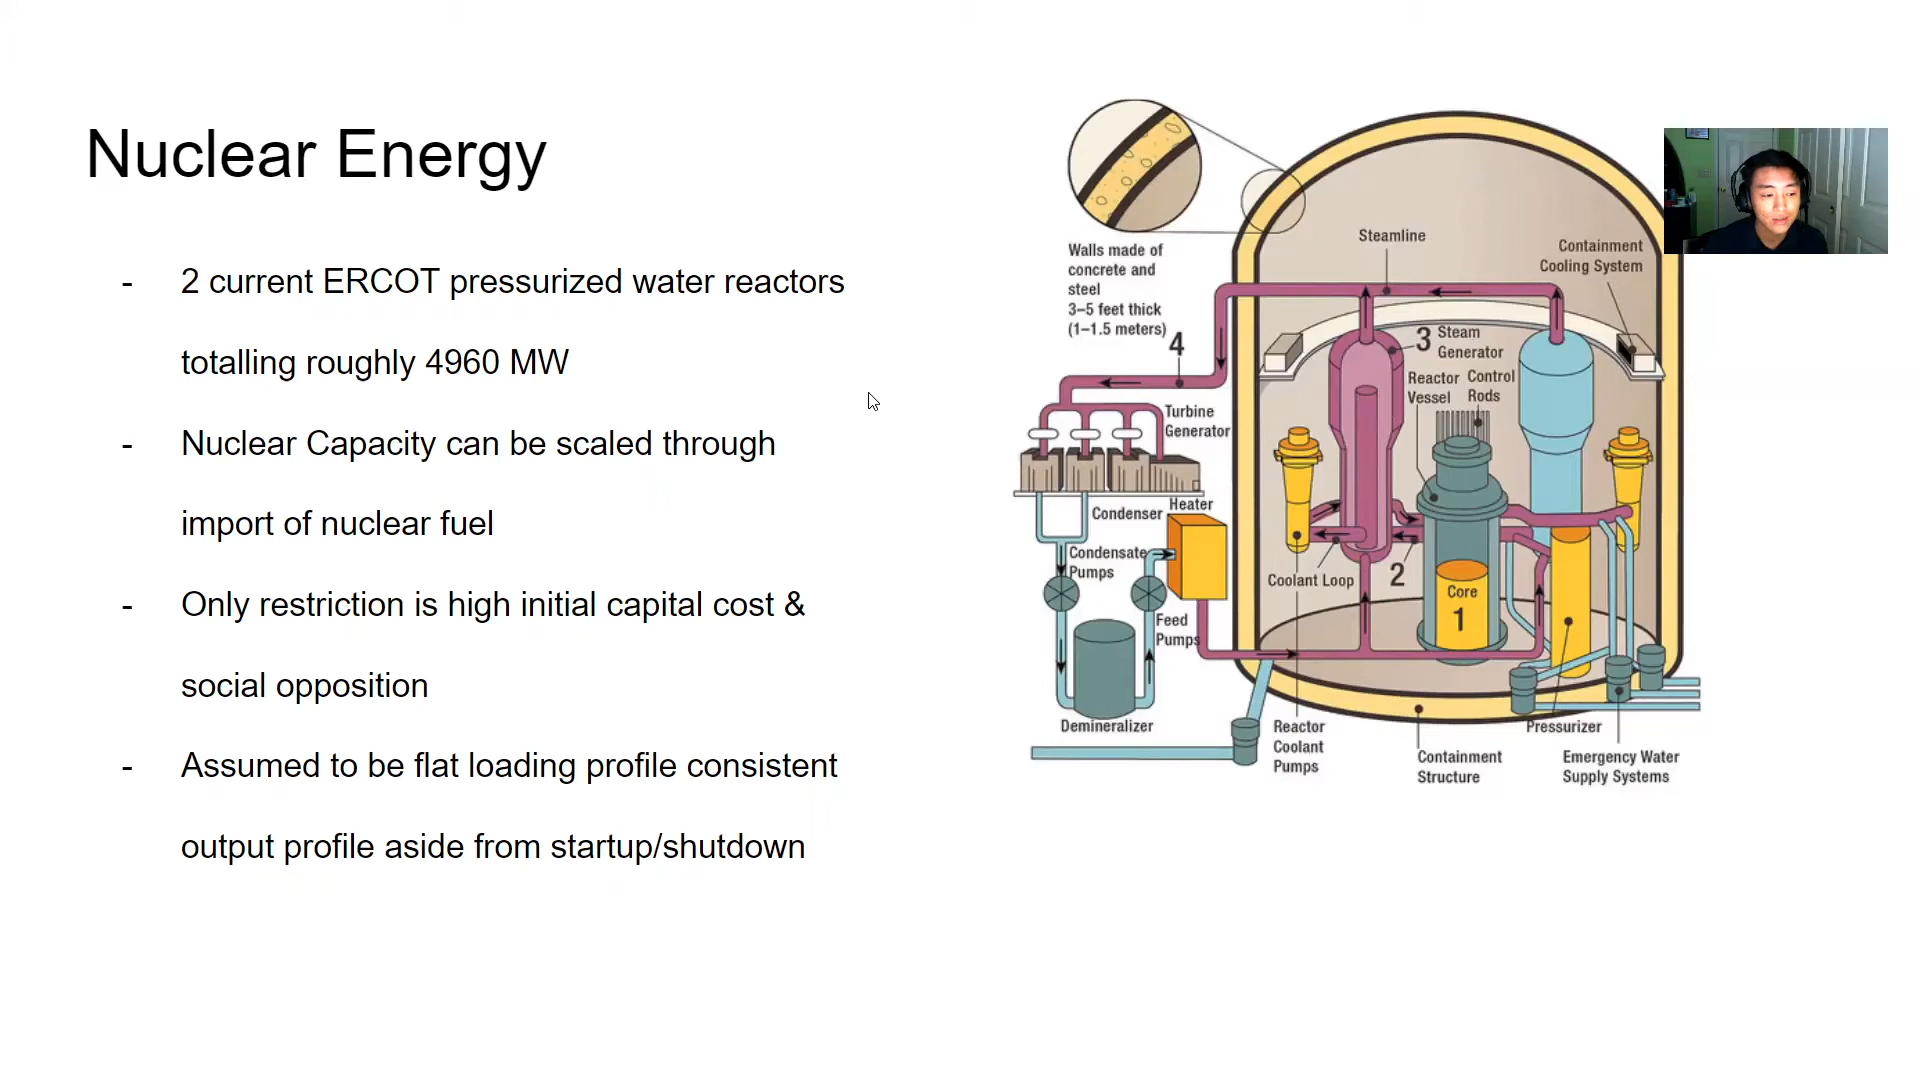 Nuclear Energy
- 2 current ERCOT pressurized water reactors
totalling roughly 4960 MW
- Nuclear Capacity can be scaled through
import of nuclear fuel
- Only restriction is high initial capital cost &
social opposition
- Assumed to be flat loading profile consistent
output profile aside from startup/shutdown
Walls made of
concrete and
steel
3–5 feet thick
(1–1.5 meters)
4
Steamline
Containment
Cooling System
3
Steam
Generator
Reactor
Vessel
Control
Rods
Turbine
Generator
Heater
Condenser
Condensate
Pumps
Feed
Pumps
Demineralizer
Coolant Loop
2
Core
1
Reactor
Coolant
Pumps
Containment
Structure
Pressurizer
Emergency Water
Supply Systems